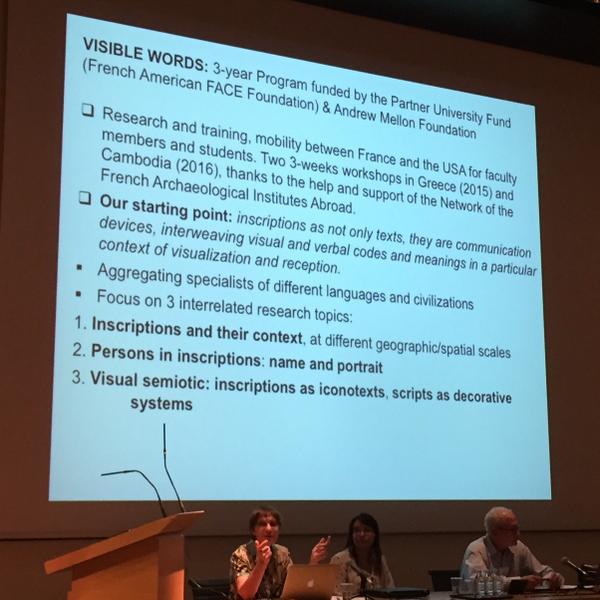 VISIBLE WORDS: 3-year Program funded by the Partner University Fund
(French American FACE Foundation) & Andrew Mellon Foundation
❑ Research and training, mobility between France and the USA for faculty
members and students. Two 3-weeks workshops in Greece (2015) and
Cambodia (2016), thanks to the help and support of the Network of the
French Archaeological Institutes Abroad.
❑ Our starting point: inscriptions as not only texts, they are communication
devices, interweaving visual and verbal codes and meanings in a particular
context of visualization and reception.
▪ Aggregating specialists of different languages and civilizations
▪ Focus on 3 interrelated research topics:
1. Inscriptions and their context, at different geographic/spatial scales
2. Persons in inscriptions: name and portrait
3. Visual semiotic: inscriptions as iconotexts, scripts as decorative
systems